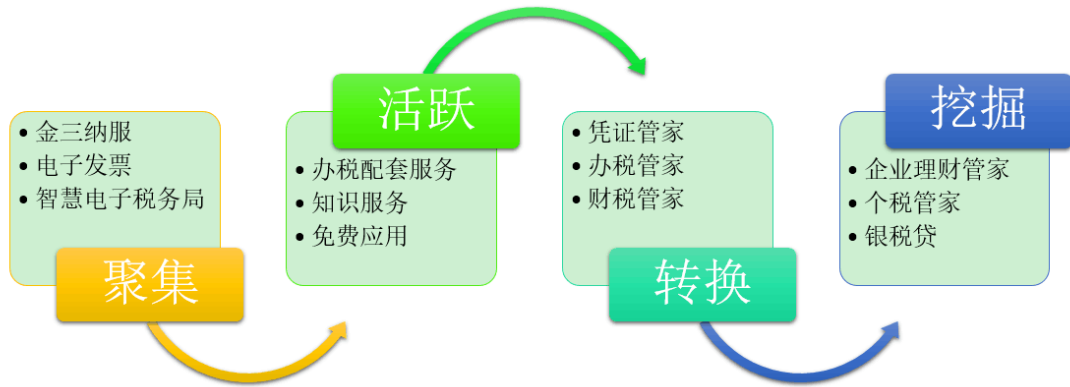 • 金三纳服
• 电子发票
• 智慧电子税务局
聚集
活跃
• 办税配套服务
• 知识服务
• 免费应用
• 凭证管家
• 办税管家
• 财税管家
转换
挖掘
• 企业理财管家
• 个税管家
• 银税贷